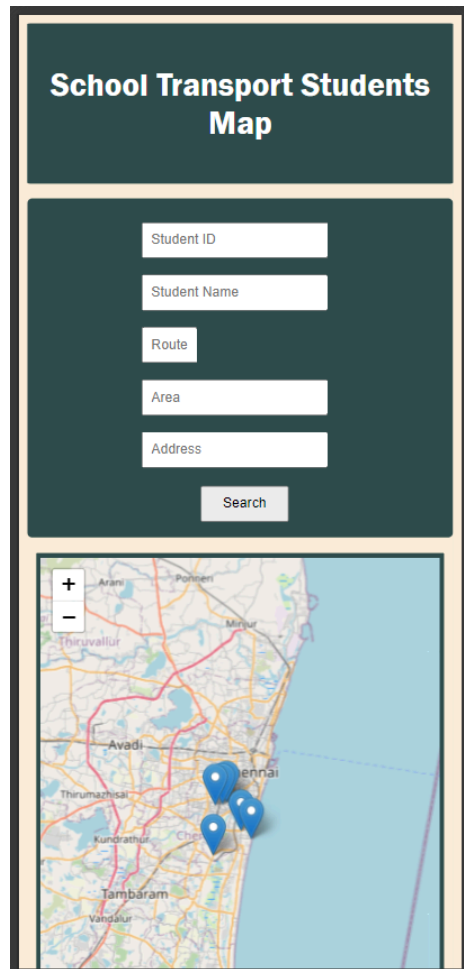 School Transport Students
Map
Student ID
Student Name
Route
Area
Address
Search
+
−
Arani
Ponneri
Minjur
Thiruvallur
Avadi
Thirumazhisai
Kundrathur
Tambaram
Vandalur